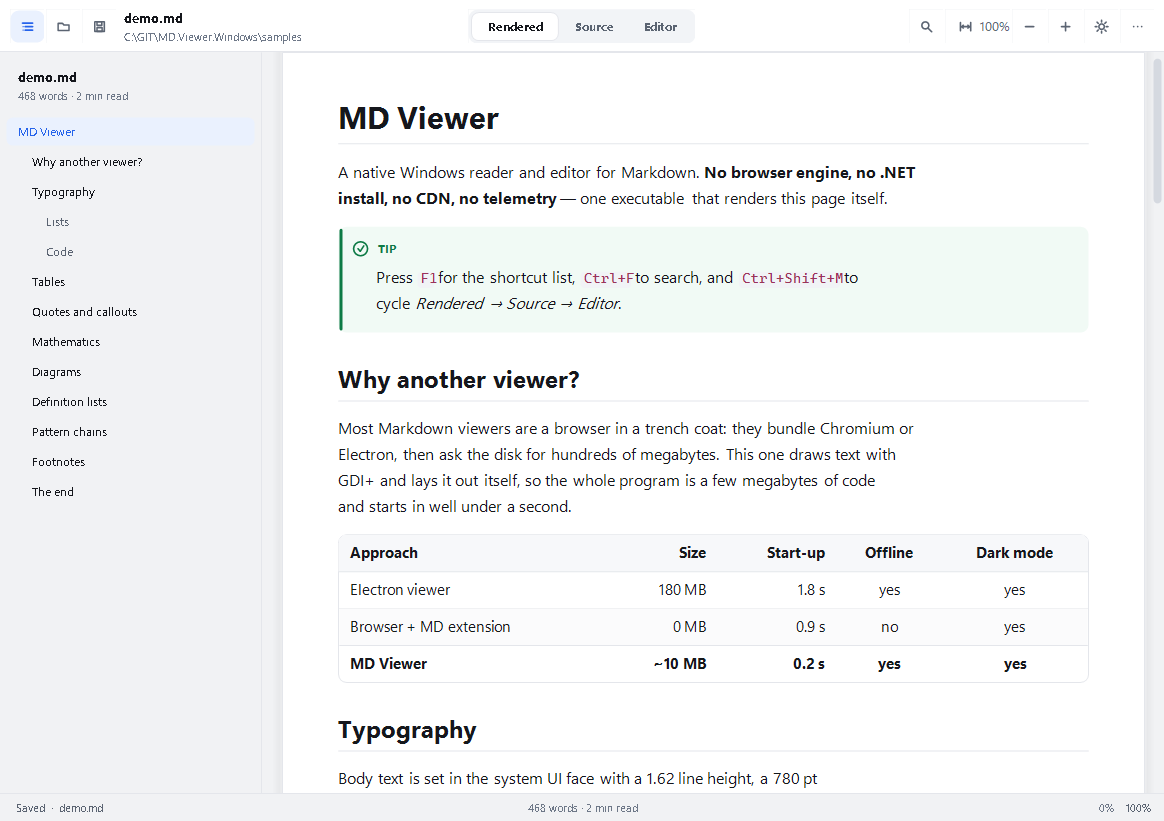 demo.md
C:\GIT\MD.Viewer.Windows\samples
Rendered Source Editor
100%
demo.md
468 words · 2 min read
MD Viewer
Why another viewer?
Typography
Lists
Code
Tables
Quotes and callouts
Mathematics
Diagrams
Definition lists
Pattern chains
Footnotes
The end
MD Viewer
A native Windows reader and editor for Markdown. No browser engine, no .NET
install, no CDN, no telemetry — one executable that renders this page itself.
TIP
Press F1for the shortcut list, Ctrl+Fto search, and Ctrl+Shift+Mto
cycle Rendered → Source → Editor.
Why another viewer?
Most Markdown viewers are a browser in a trench coat: they bundle Chromium or
Electron, then ask the disk for hundreds of megabytes. This one draws text with
GDI+ and lays it out itself, so the whole program is a few megabytes of code
and starts in well under a second.
Approach Size Start-up Offline Dark mode
Electron viewer 180 MB 1.8 s yes yes
Browser + MD extension 0 MB 0.9 s no yes
MD Viewer ~10 MB 0.2 s yes yes
Typography
Body text is set in the system UI face with a 1.62 line height, a 780 pt
Saved · demo.md
468 words · 2 min read
0% 100%